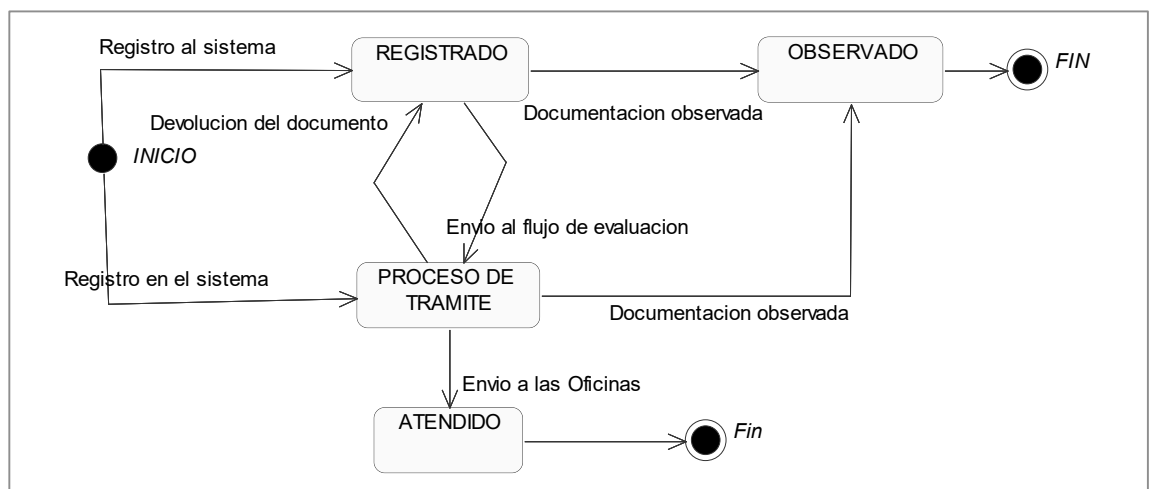 Registro al sistema
REGISTRADO
OBSERVADO
FIN
Devolucion del documento
Documentacion observada
INICIO
Envio al flujo de evaluacion
Registro en el sistema
PROCESO DE
TRAMITE
Documentacion observada
Envio a las Oficinas
ATENDIDO
Fin